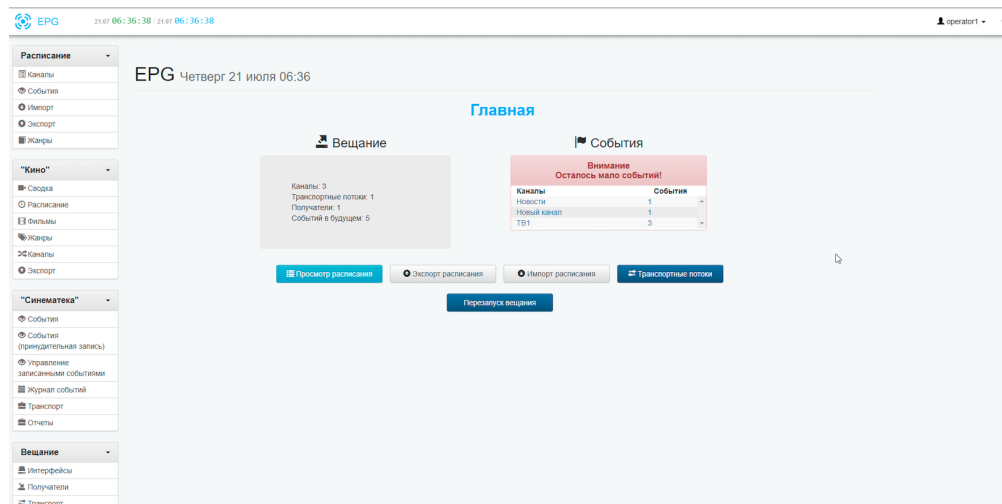 EPG
21.07 06:36:38 / 21.07 06:36:38
operator1
Расписание
Каналы
События
Импорт
Экспорт
Жанры
"Кино"
Сводка
Расписание
Фильмы
Жанры
Каналы
Экспорт
"Синематека"
События
События
(принудительная запись)
Управление
записанными событиями
Журнал событий
Транспорт
Отчеты
Вещание
Интерфейсы
Получатели
Транспорт
EPG Четверг 21 июля 06:36
Главная
Вещание
Каналы: 3
Транспортные потоки: 1
Получатели: 1
Событий в будущем: 5
События
Внимание
Осталось мало событий!
Каналы События
Новости 1
Новый канал 1
ТВ1 3
Просмотр расписания
Экспорт расписания
Импорт расписания
Транспортные потоки
Перезапуск вещания